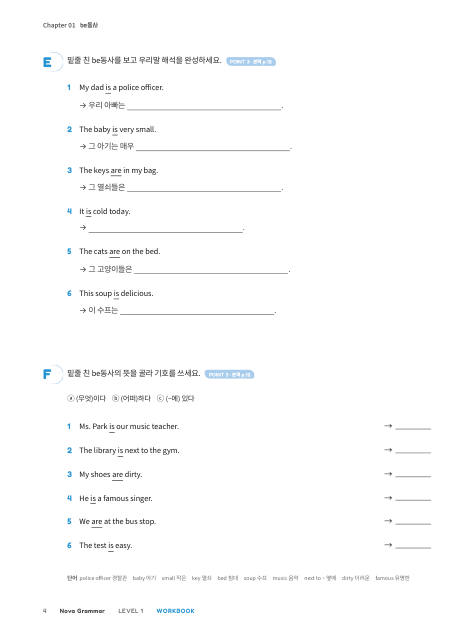 Chapter 01 be동사
E 밑줄 친 be동사를 보고 우리말 해석을 완성하세요. POINT 3 · 본책 p.15
1 My dad is a police officer.
→ 우리 아빠는 .
2 The baby is very small.
→ 그 아기는 매우 .
3 The keys are in my bag.
→ 그 열쇠들은 .
4 It is cold today.
→ .
5 The cats are on the bed.
→ 그 고양이들은 .
6 This soup is delicious.
→ 이 수프는 .
F 밑줄 친 be동사의 뜻을 골라 기호를 쓰세요. POINT 3 · 본책 p.15
ⓐ (무엇)이다 ⓑ (어떠)하다 ⓒ (~에) 있다
1 Ms. Park is our music teacher. →
2 The library is next to the gym. →
3 My shoes are dirty. →
4 He is a famous singer. →
5 We are at the bus stop. →
6 The test is easy. →
단어 police officer 경찰관 baby 아기 small 작은 key 열쇠 bed 침대 soup 수프 music 음악 next to ~ 옆에 dirty 더러운 famous 유명한
4 Nova Grammar LEVEL 1 WORKBOOK